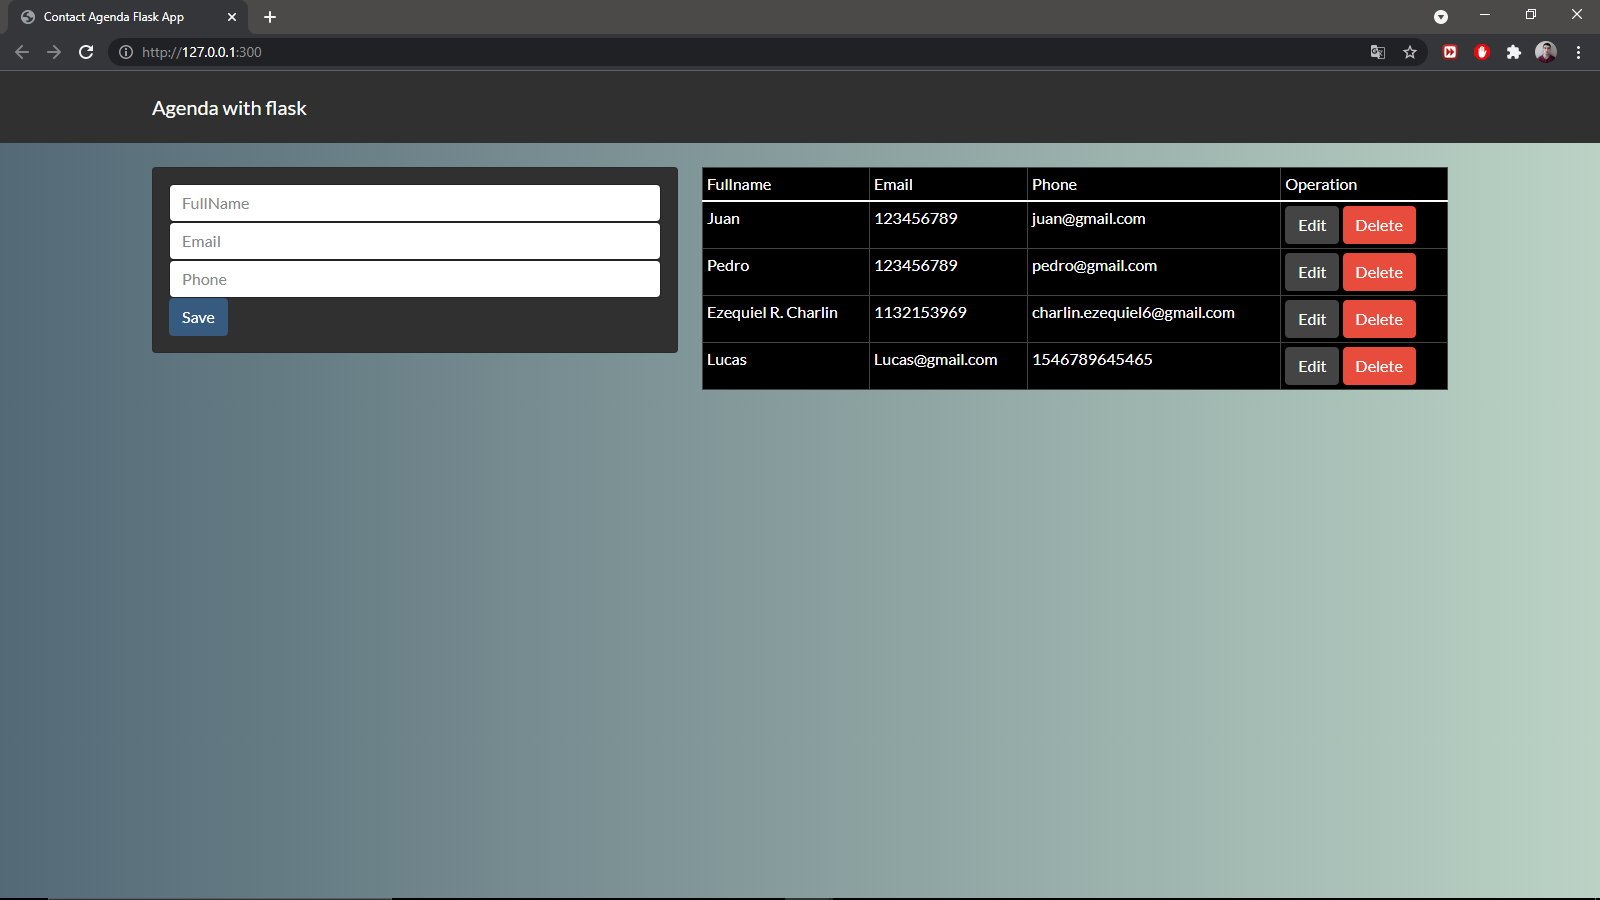 Contact Agenda Flask App
http://127.0.0.1:300
Agenda with flask
FullName
Email
Phone
Save
Fullname Email Phone Operation
Juan 123456789 juan@gmail.com Edit Delete
Pedro 123456789 pedro@gmail.com Edit Delete
Ezequiel R. Charlin 1132153969 charlin.ezequiel6@gmail.com Edit Delete
Lucas Lucas@gmail.com 1546789645465 Edit Delete